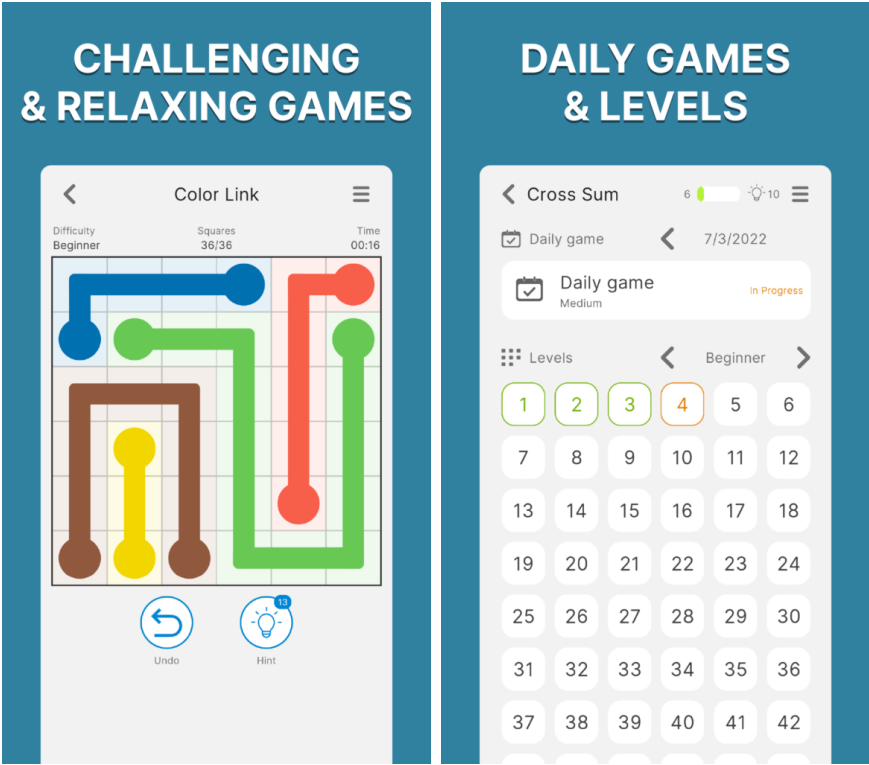 CHALLENGING
& RELAXING GAMES
Color Link
Difficulty Squares Time
Beginner 36/36 00:16
13
Undo Hint
DAILY GAMES
& LEVELS
Cross Sum 6 10
Daily game 7/3/2022
Daily game
Medium
In Progress
Levels Beginner
1 2 3 4 5 6
7 8 9 10 11 12
13 14 15 16 17 18
19 20 21 22 23 24
25 26 27 28 29 30
31 32 33 34 35 36
37 38 39 40 41 42